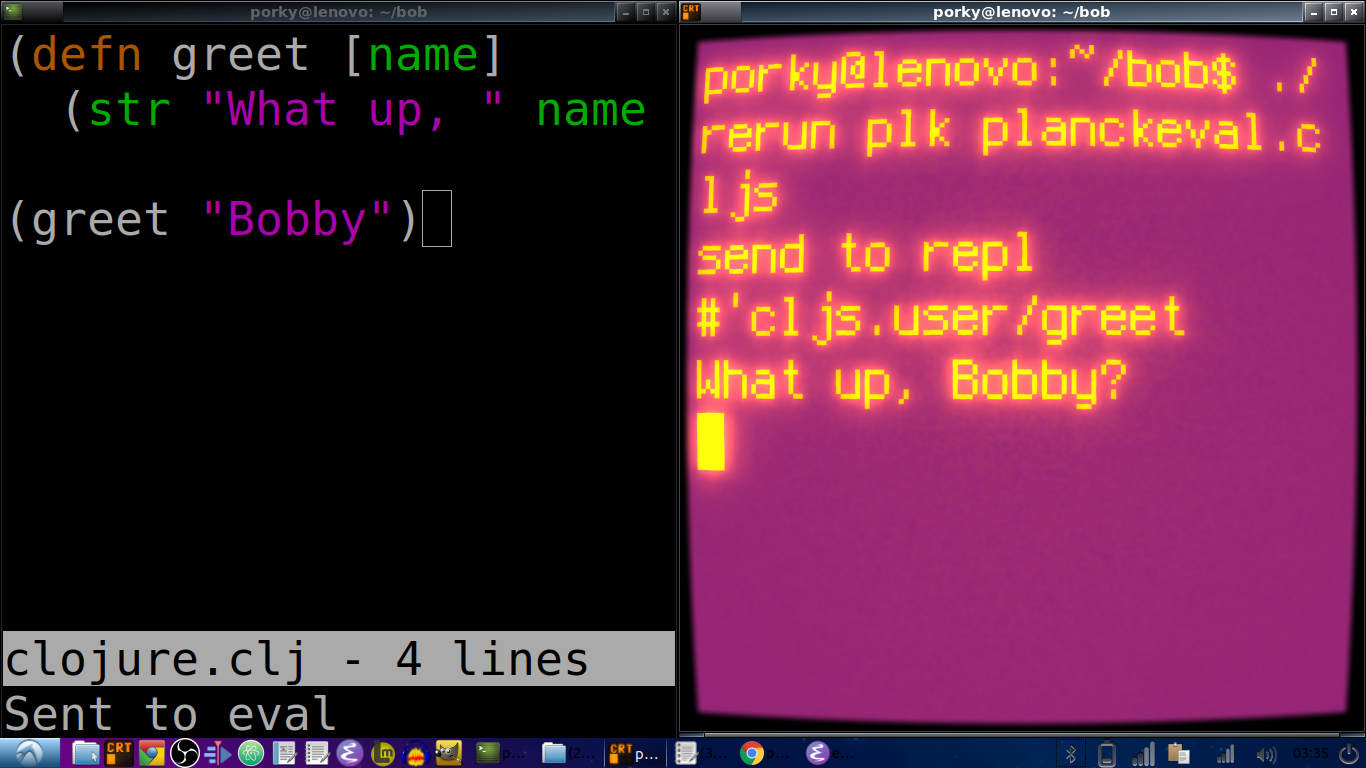 porky@lenovo: ~/bob
(defn greet [name]
(str "What up, " name
(greet "Bobby")
clojure.clj - 4 lines
Sent to eval
porky@lenovo: ~/bob
porky@lenovo:~/bob$ ./
rerun plk planckeval.c
ljs
send to repl
#'cljs.user/greet
What up, Bobby?
CRT
p...
(2...
CRT p...
(3...
p...
e...
03:35